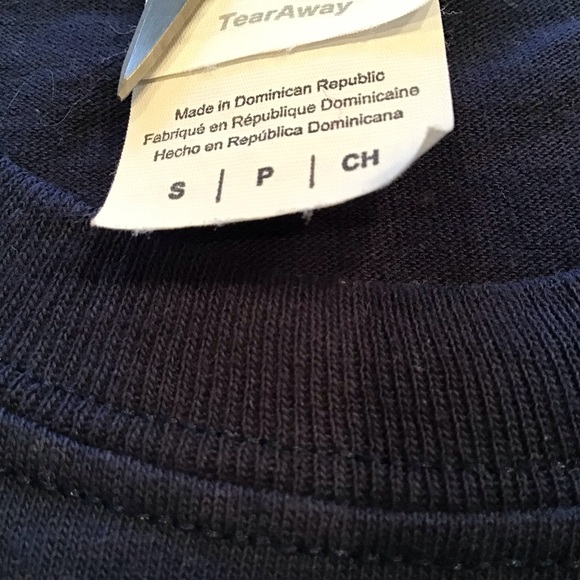 TearAway
Made in Dominican Republic
Fabriqué en République Dominicaine
Hecho en República Dominicana
S | P | CH